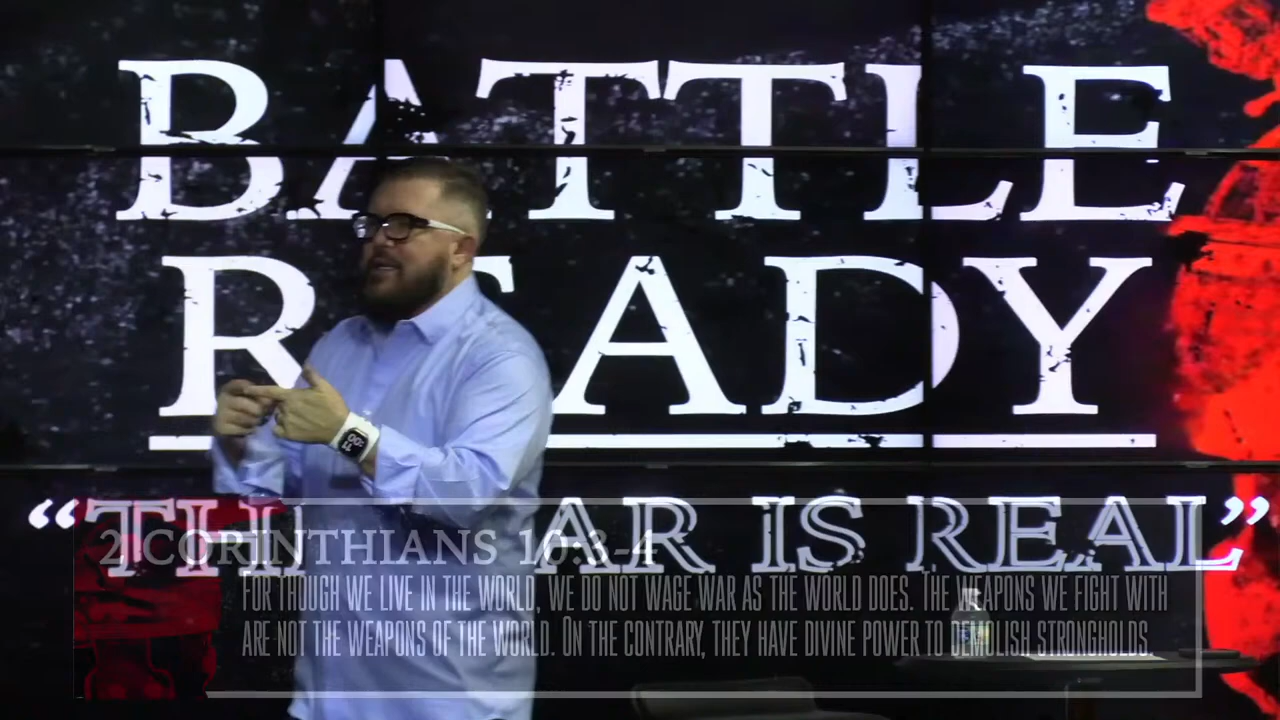 BATTLE
READY
“TH AR IS REAL”
2 CORINTHIANS 10:3-4
FOR THOUGH WE LIVE IN THE WORLD, WE DO NOT WAGE WAR AS THE WORLD DOES. THE WEAPONS WE FIGHT WITH
ARE NOT THE WEAPONS OF THE WORLD. ON THE CONTRARY, THEY HAVE DIVINE POWER TO DEMOLISH STRONGHOLDS.